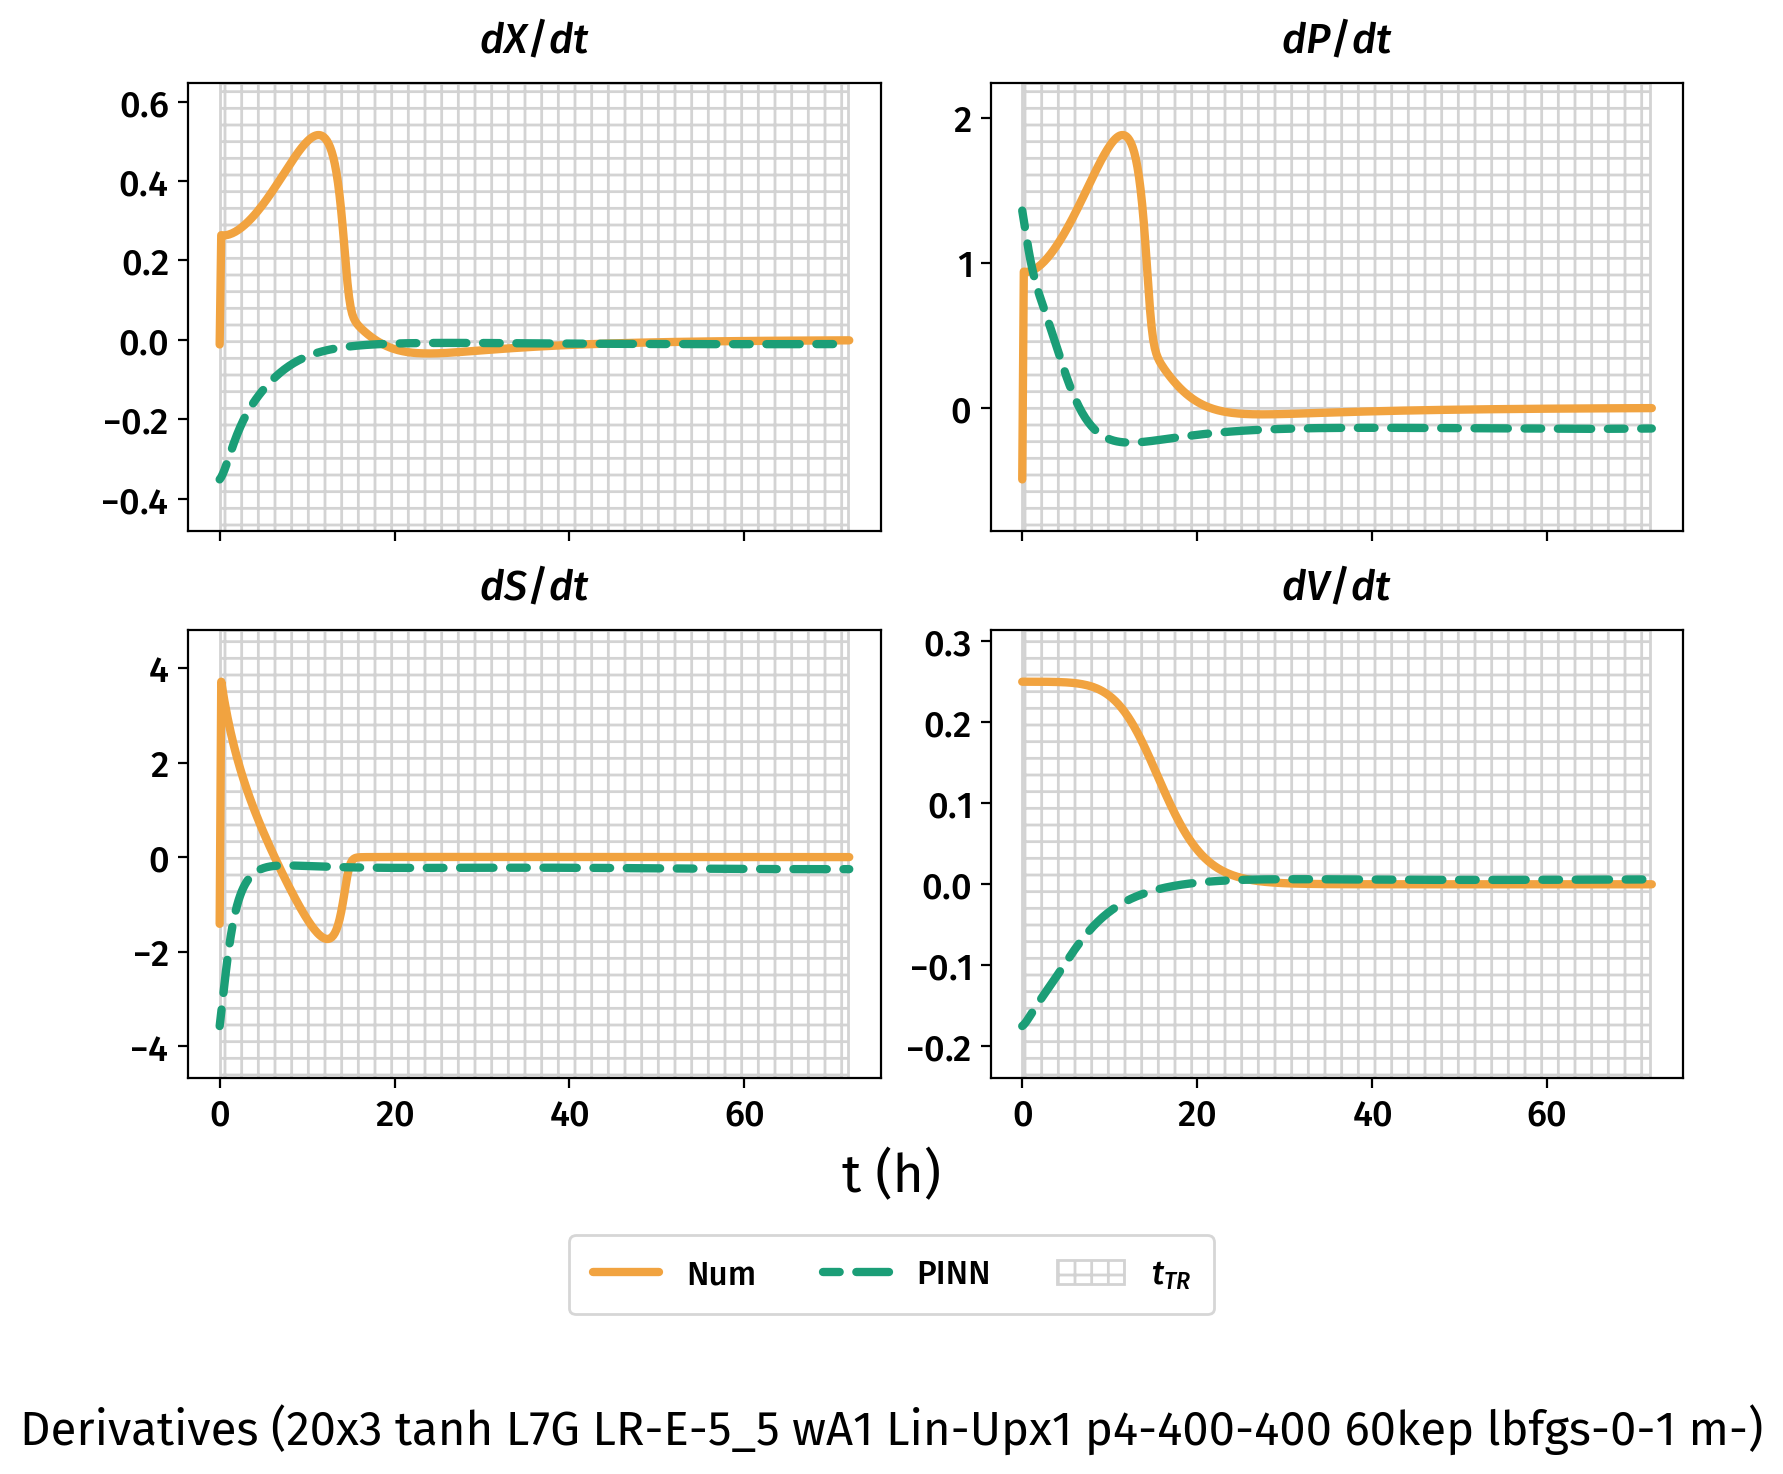 dX/dt
dP/dt
0.6
0.4
0.2
0.0
−0.2
−0.4
2
1
0
dS/dt
dV/dt
4
2
0
−2
−4
0.3
0.2
0.1
0.0
−0.1
−0.2
0 20 40 60
0 20 40 60
t (h)
Num PINN tTR
Derivatives (20x3 tanh L7G LR-E-5_5 wA1 Lin-Upx1 p4-400-400 60kep lbfgs-0-1 m-)